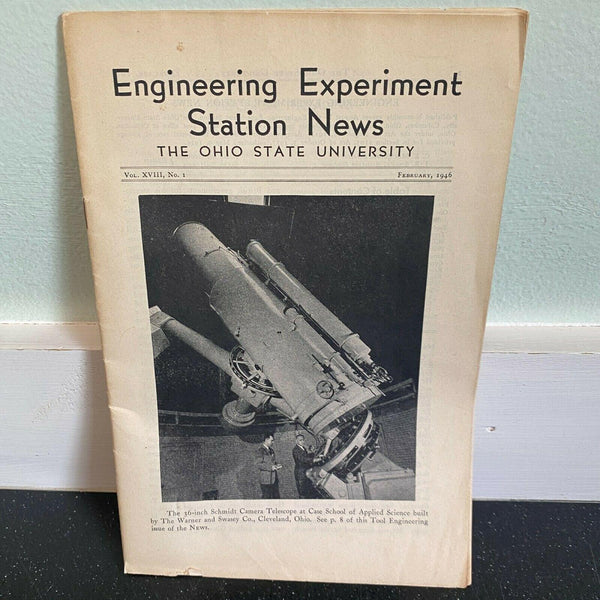 Engineering Experiment
Station News
THE OHIO STATE UNIVERSITY
VOL. XVIII, No. 1 FEBRUARY, 1946
The 36-inch Schmidt Camera Telescope at Case School of Applied Science built
by The Warner and Swasey Co., Cleveland, Ohio. See p. 8 of this Tool Engineering
issue of the NEWS.